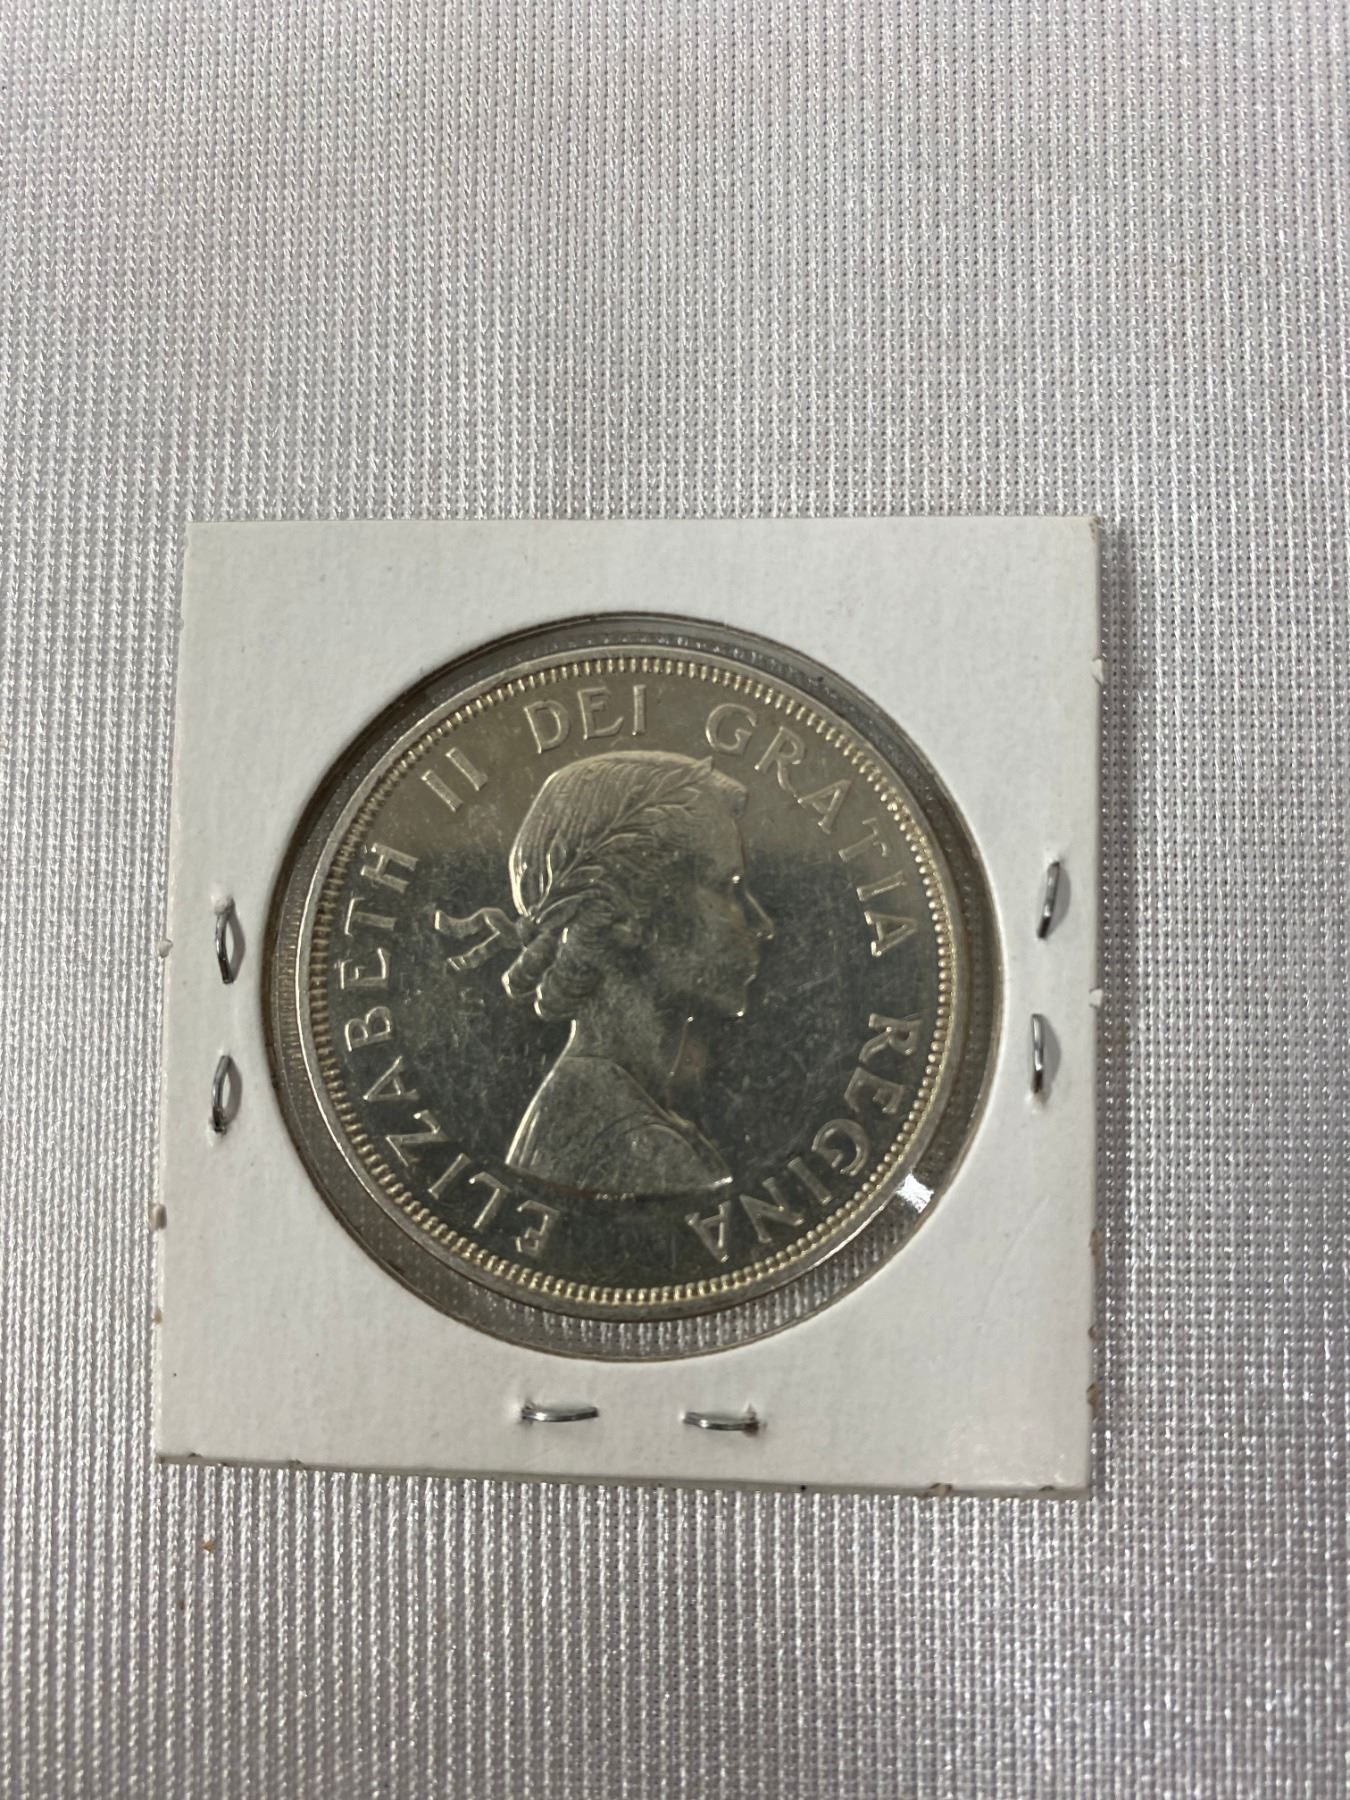 ELIZABETH II DEI GRATIA REGINA